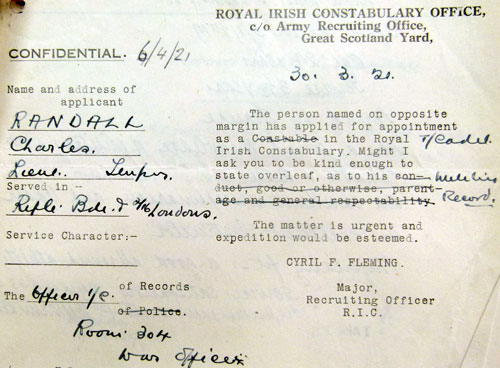 ROYAL IRISH CONSTABULARY OFFICE,
c/o Army Recruiting Office,
Great Scotland Yard,
CONFIDENTIAL. 6/4/21
30. 3. 21.
Name and address of
applicant
RANDALL
Charles.
Lieut. Tempy.
Served in -
Rifle Bde. & 2/16 Londons.
Service Character:-
The Officer i/c. of Records
of Police.
Room 304
War Office
The person named on opposite
margin has applied for appointment
as a Constable in the Royal T/Cadet
Irish Constabulary. Might I
ask you to be kind enough to
state overleaf, as to his con- Military
duct, good or otherwise, parent- Record.
age and general respectability.
The matter is urgent and
expedition would be esteemed.
CYRIL F. FLEMING.
Major,
Recruiting Officer
R.I.C.